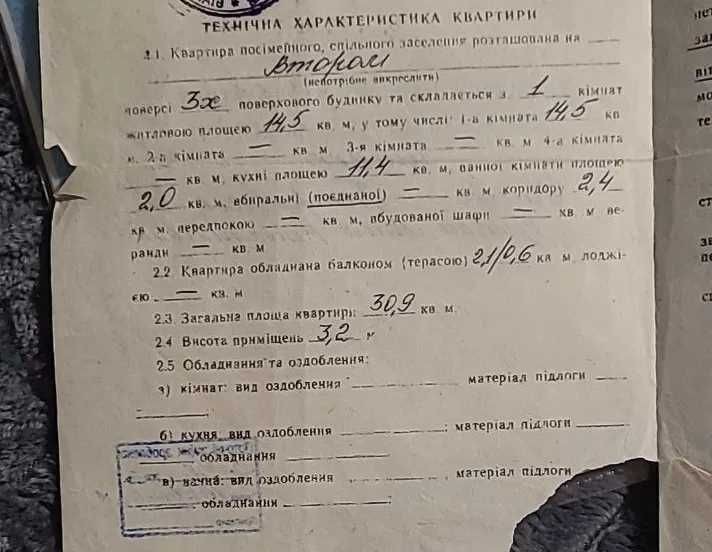 ТЕХНІЧНА ХАРАКТЕРИСТИКА КВАРТИРИ
2.1. Квартира посімейного, спільного заселення розташована на
втором
(непотрібне викреслити)
поверсі 3х поверхового будинку та складається з 1 кімнат
житловою площею 14,5 кв. м, у тому числі 1-а кімната 14,5 кв
м. 2-а кімната — кв. м 3-я кімната — кв. м 4-а кімната
— кв. м, кухні площею 11,4 кв. м, ванної кімнати площею
2,0 кв. м, вбиральні (поєднаної) — кв. м, коридору 2,4
кв. м, передпокою — кв. м, вбудованої шафи — кв. м ве-
ранди — кв. м
2.2. Квартира обладнана балконом (терасою) 2,1/0,6 кв. м, лоджі-
єю — кв. м
2.3. Загальна площа квартири: 30,9 кв. м.
2.4 Висота приміщень 3,2 м
2.5 Обладнання та оздоблення:
а) кімнат: вид оздоблення матеріал підлоги
б) кухня, вид оздоблення ; матеріал підлоги
обладнання
в) ванна: вид оздоблення , матеріал підлоги
обладнання ;